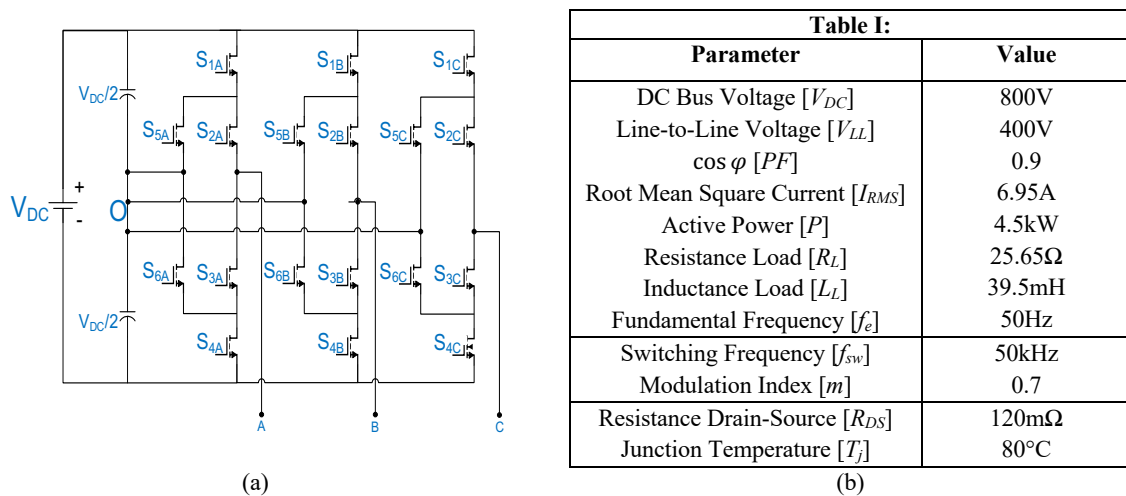 S1A
S1B
S1C
VDC/2
S5A
S2A
S5B
S2B
S5C
S2C
+
VDC
O
-
S6A
S3A
S6B
S3B
S6C
S3C
VDC/2
S4A
S4B
S4C
A
B
C
(a)
Table I:
Parameter Value
DC Bus Voltage [VDC] 800V
Line-to-Line Voltage [VLL] 400V
cos φ [PF] 0.9
Root Mean Square Current [IRMS] 6.95A
Active Power [P] 4.5kW
Resistance Load [RL] 25.65Ω
Inductance Load [LL] 39.5mH
Fundamental Frequency [fe] 50Hz
Switching Frequency [fsw] 50kHz
Modulation Index [m] 0.7
Resistance Drain-Source [RDS] 120mΩ
Junction Temperature [Tj] 80°C
(b)